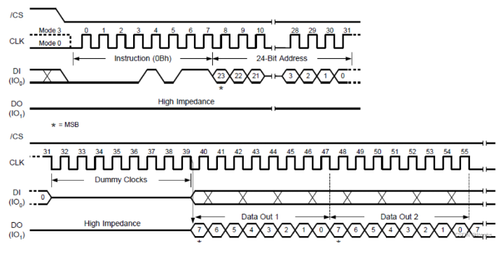 /CS
Mode 3 0 1 2 3 4 5 6 7 8 9 10 28 29 30 31
CLK Mode 0
Instruction (0Bh) 24-Bit Address
DI
(IO0) 23 22 21 3 2 1 0
*
DO High Impedance
(IO1)
* = MSB
/CS
31 32 33 34 35 36 37 38 39 40 41 42 43 44 45 46 47 48 49 50 51 52 53 54 55
CLK
Dummy Clocks
DI
(IO0) 0
High Impedance Data Out 1 Data Out 2
DO
(IO1) 7 6 5 4 3 2 1 0 7 6 5 4 3 2 1 0 7
* *